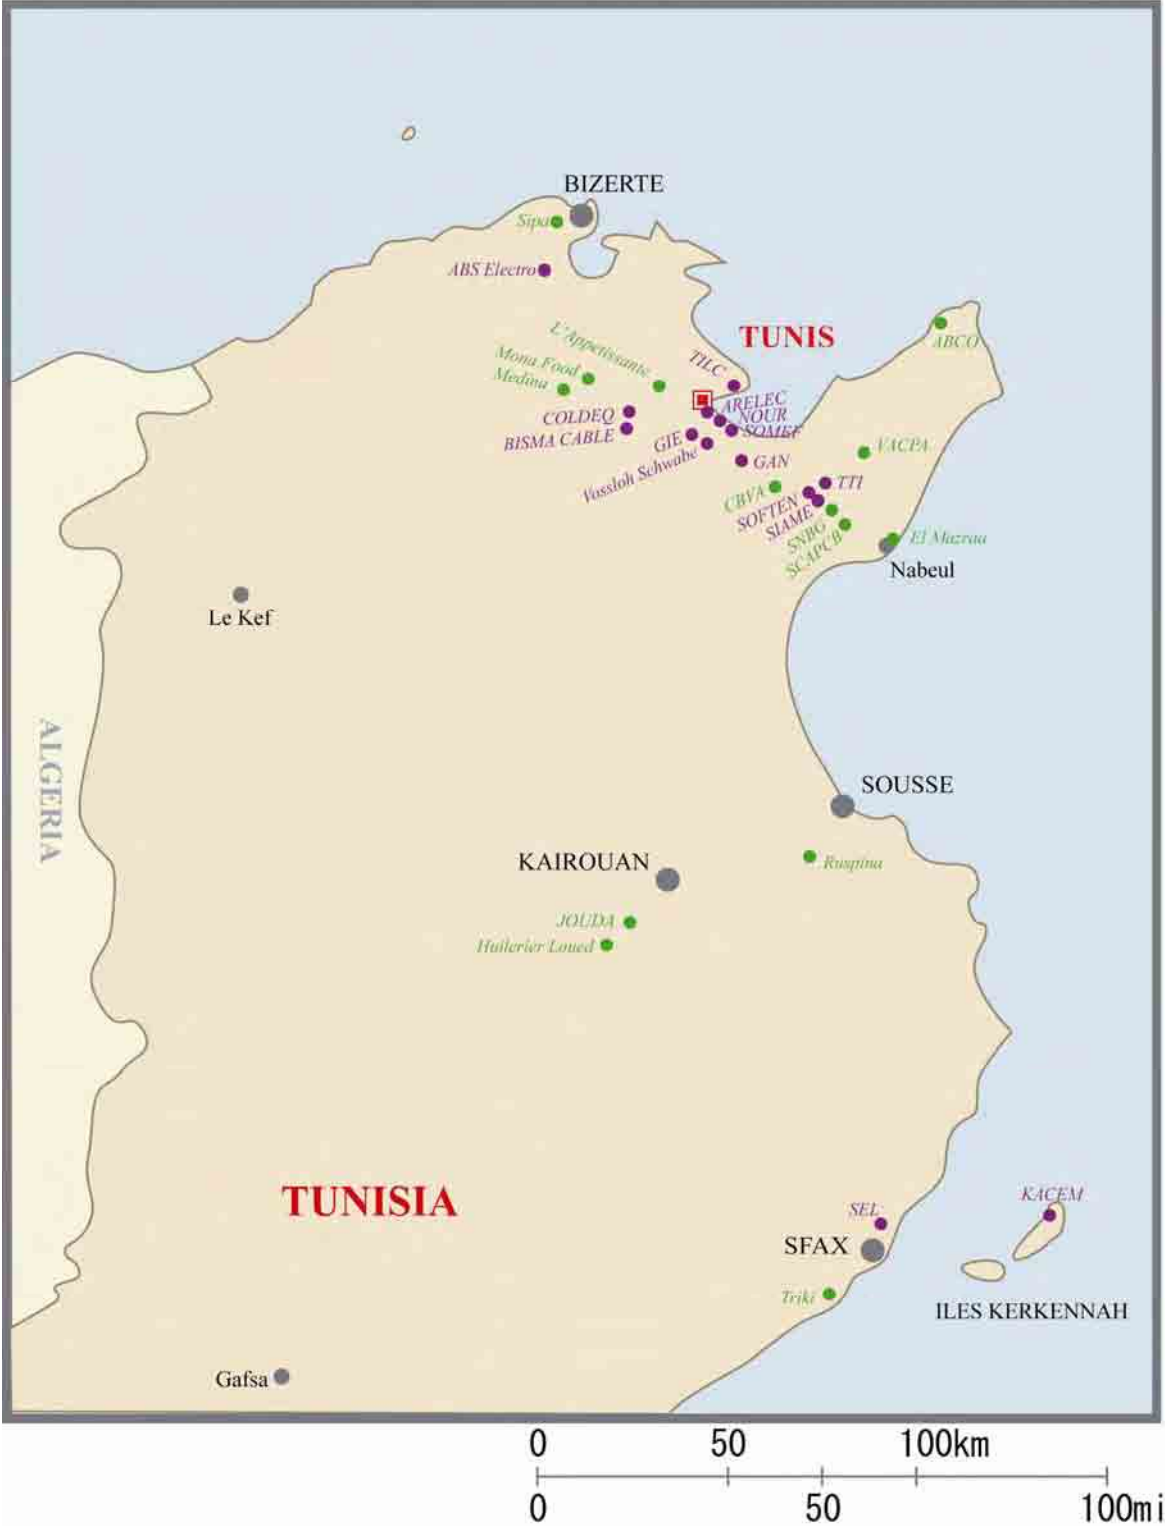 BIZERTE
Sipa
ABS Electro
TUNIS
ABCO
L'Appetissante
Mona Food
Medina
TILC
COLDEQ
BISMA CABLE
ARELEC
NOUR
SOMEF
GIE
Vossloh Schwabe
GAN
VACPA
CBVA
TTI
SOFTEN
SIAME
SNBG
SCAPCB
El Mazraa
Nabeul
Le Kef
ALGERIA
SOUSSE
KAIROUAN
Ruspina
JOUDA
Huilerier Loued
TUNISIA
KACEM
SEL
SFAX
Triki
ILES KERKENNAH
Gafsa
0 50 100km
0 50 100mi